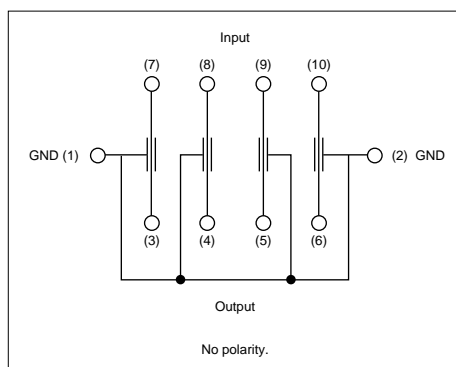 Input
(7) (8) (9) (10)
GND (1) (2) GND
(3) (4) (5) (6)
Output
No polarity.